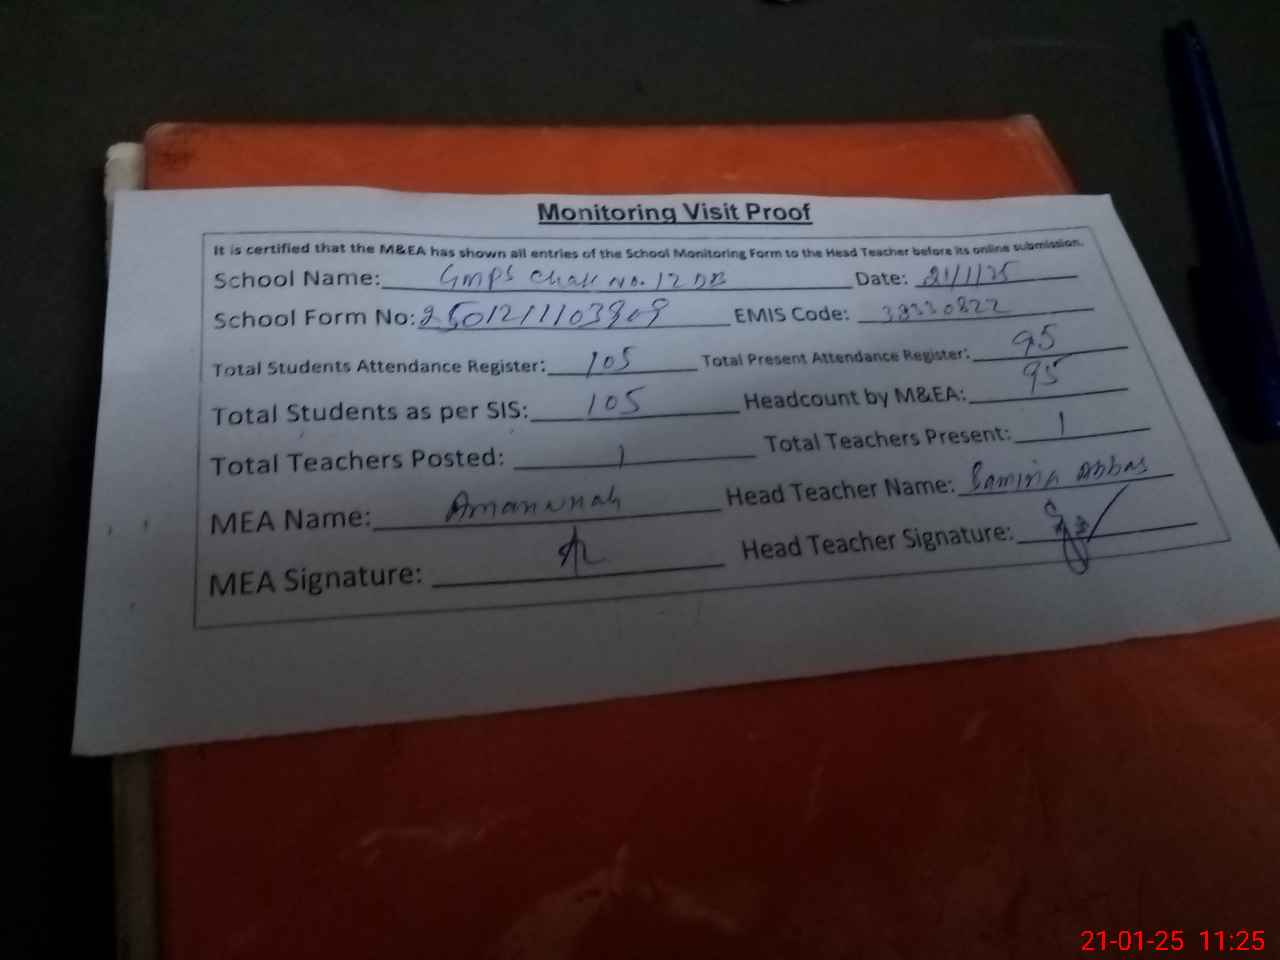 Monitoring Visit Proof
It is certified that the M&EA has shown all entries of the School Monitoring Form to the Head Teacher before its online submission.
School Name: GMPS Chak No. 12 DB Date: 21/1/25
School Form No: 2501211103909 EMIS Code: 38330822
Total Students Attendance Register: 105 Total Present Attendance Register: 95
Total Students as per SIS: 105 Headcount by M&EA: 95
Total Teachers Posted: 1 Total Teachers Present: 1
MEA Name: Amanullah Head Teacher Name: Samina Abbas
MEA Signature: Head Teacher Signature:
21-01-25 11:25